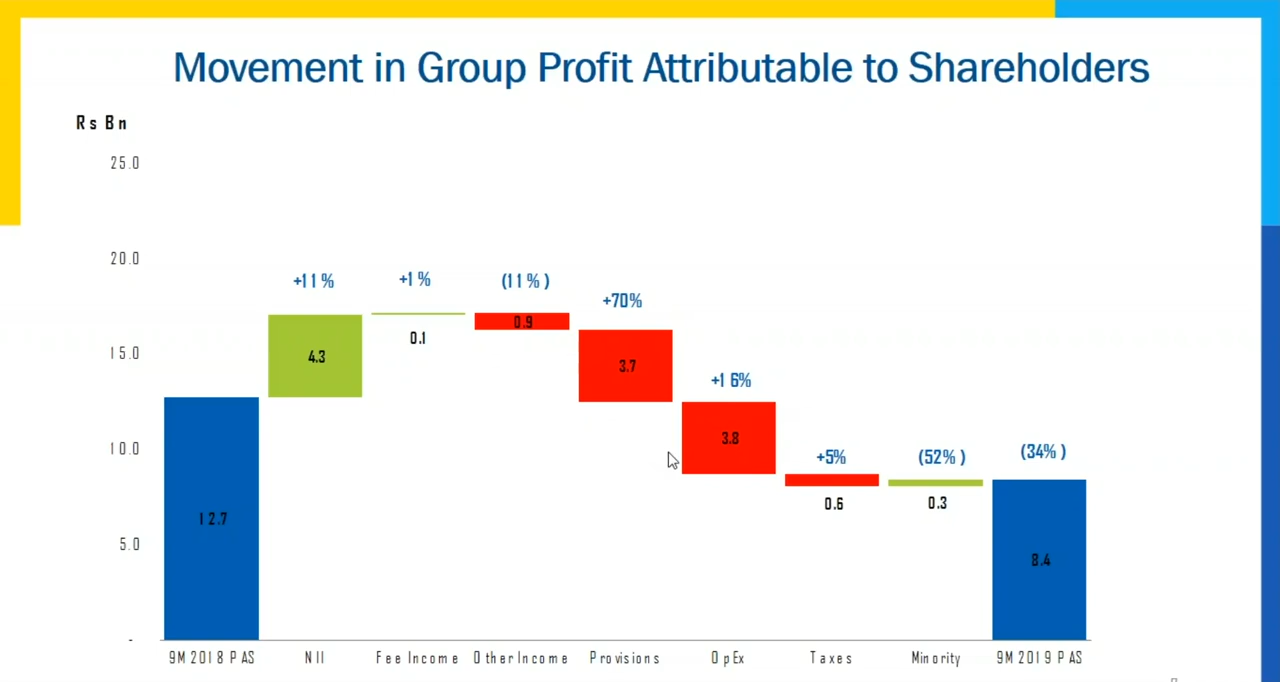 Movement in Group Profit Attributable to Shareholders
Rs Bn
25.0
20.0
15.0
10.0
5.0
-
+11%
+1%
(11%)
+70%
+16%
+5%
(52%)
(34%)
12.7
4.3
0.1
0.9
3.7
3.8
0.6
0.3
8.4
9M 2018 PAS
NII
Fee Income
Other Income
Provisions
OpEx
Taxes
Minority
9M 2019 PAS